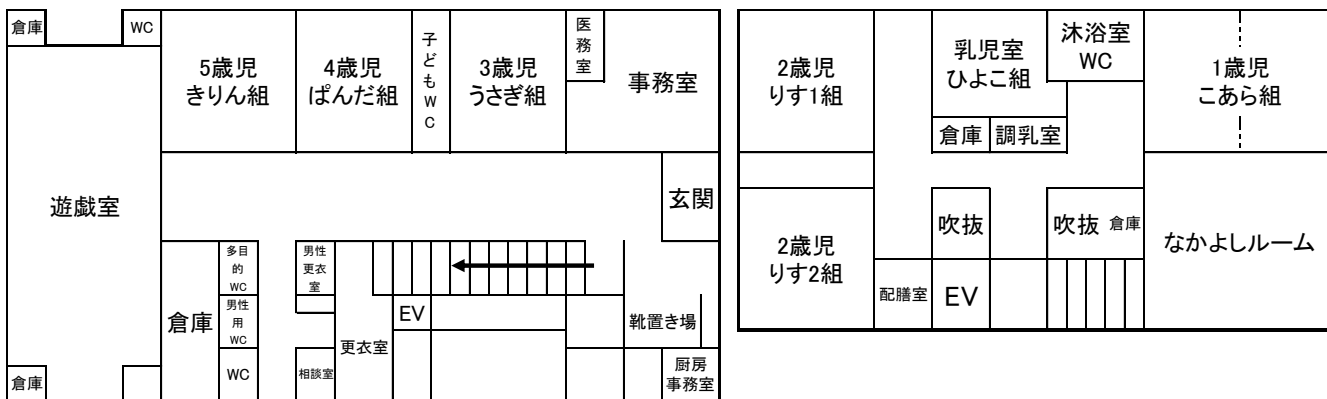 倉庫
WC
5歳児
きりん組
4歳児
ぱんだ組
子どもWC
3歳児
うさぎ組
医務室
事務室
遊戯室
玄関
倉庫
多目
的
WC
男性
用
WC
WC
男性
更衣
室
相談室
更衣室
EV
靴置き場
厨房
事務室
倉庫
2歳児
りす1組
乳児室
ひよこ組
沐浴室
WC
1歳児
こあら組
倉庫
調乳室
2歳児
りす2組
吹抜
吹抜
倉庫
なかよしルーム
配膳室
EV